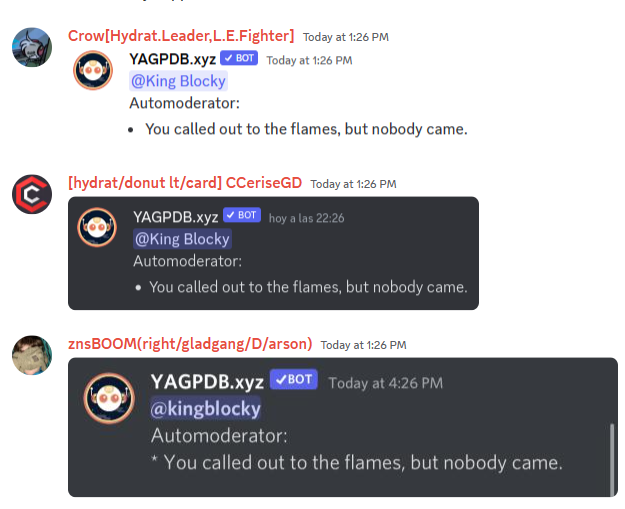 Crow[Hydrat.Leader,L.E.Fighter] Today at 1:26 PM
YAGPDB.xyz ✓ BOT Today at 1:26 PM
@King Blocky
Automoderator:
• You called out to the flames, but nobody came.
[hydrat/donut lt/card] CCeriseGD Today at 1:26 PM
YAGPDB.xyz ✓ BOT hoy a las 22:26
@King Blocky
Automoderator:
• You called out to the flames, but nobody came.
znsBOOM(right/gladgang/D/arson) Today at 1:26 PM
YAGPDB.xyz ✓BOT Today at 4:26 PM
@kingblocky
Automoderator:
* You called out to the flames, but nobody came.